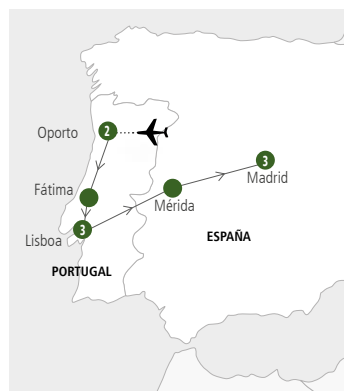 Oporto
2
Fátima
3
Lisboa
PORTUGAL
Mérida
3
Madrid
ESPAÑA